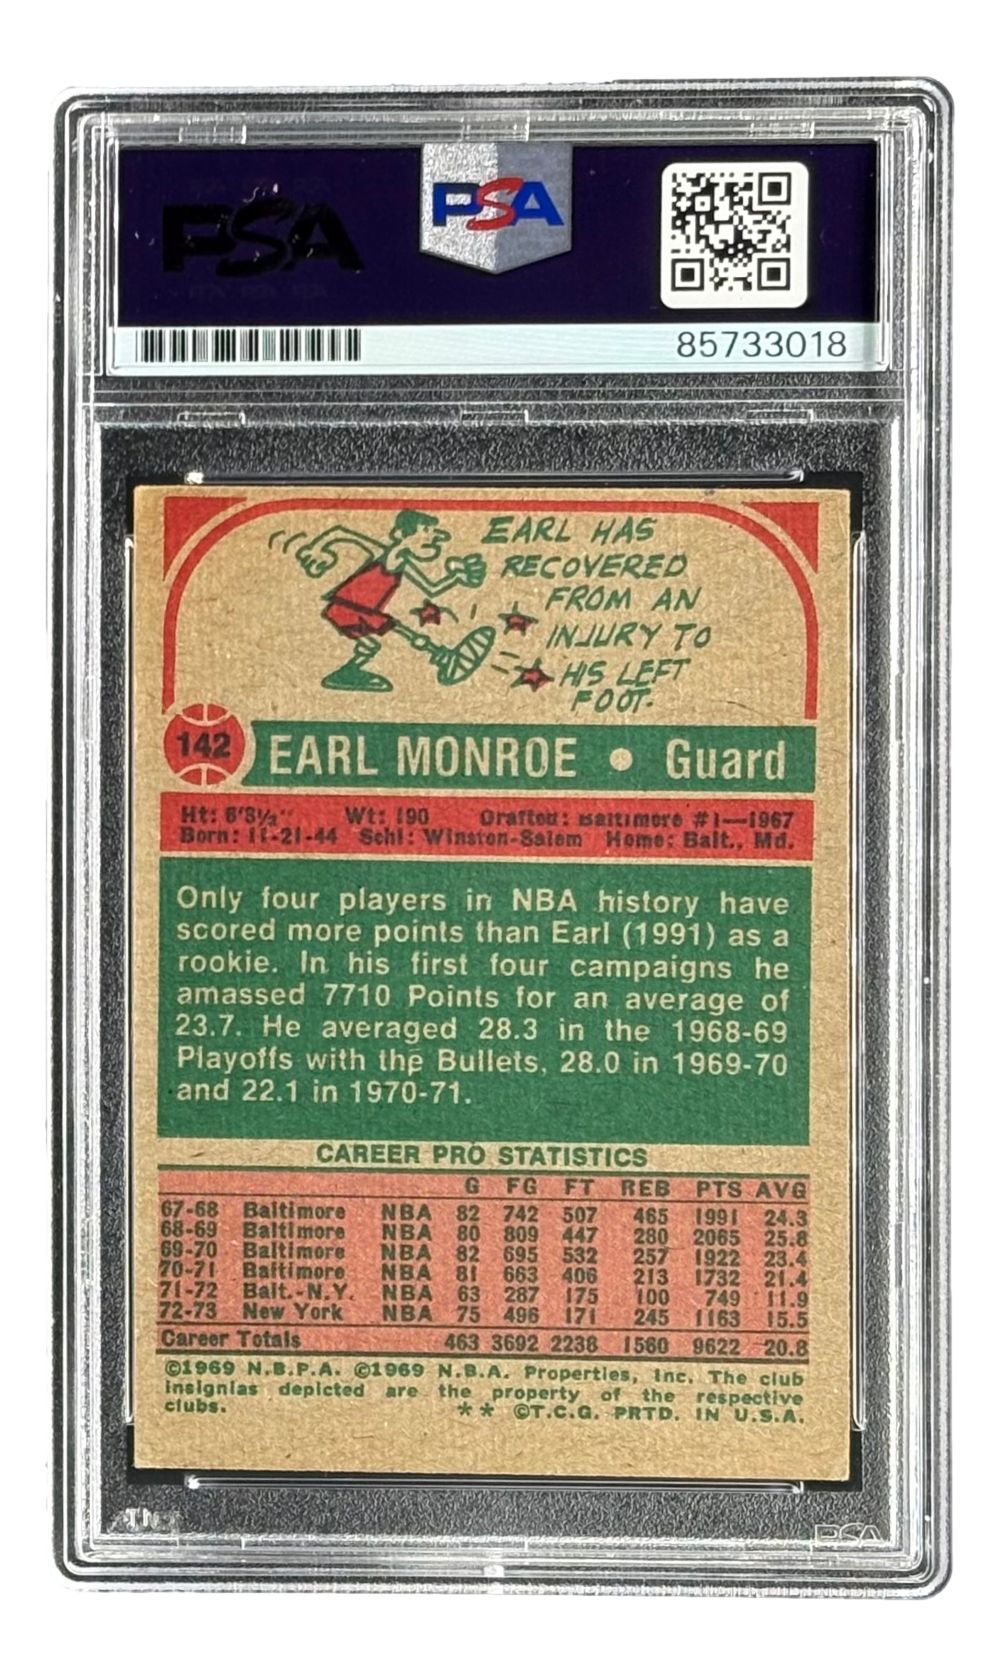 PSA
PSA
85733018
EARL HAS
RECOVERED
FROM AN
INJURY TO
HIS LEFT
FOOT.
142 EARL MONROE • Guard
Ht: 6'3½" Wt: 190 Drafted: Baltimore #1—1967
Born: 11-21-44 Schl: Winston-Salem Home: Balt., Md.
Only four players in NBA history have
scored more points than Earl (1991) as a
rookie. In his first four campaigns he
amassed 7710 Points for an average of
23.7. He averaged 28.3 in the 1968-69
Playoffs with the Bullets, 28.0 in 1969-70
and 22.1 in 1970-71.
CAREER PRO STATISTICS
G FG FT REB PTS AVG
67-68 Baltimore NBA 82 742 507 465 1991 24.3
68-69 Baltimore NBA 80 809 447 280 2065 25.8
69-70 Baltimore NBA 82 695 532 257 1922 23.4
70-71 Baltimore NBA 81 663 406 213 1732 21.4
71-72 Balt.-N.Y. NBA 63 287 175 100 749 11.9
72-73 New York NBA 75 496 171 245 1163 15.5
Career Totals 463 3692 2238 1560 9622 20.8
©1969 N.B.P.A. ©1969 N.B.A. Properties, Inc. The club
insignias depicted are the property of the respective
clubs. ** ©T.C.G. PRTD. IN U.S.A.
PSA